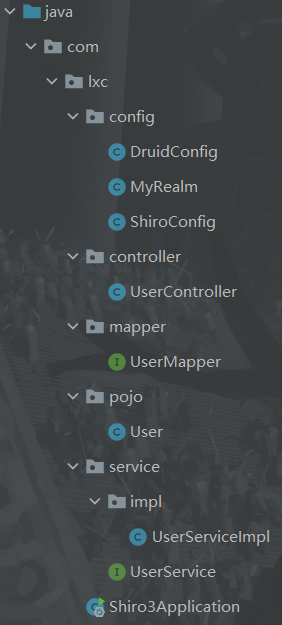 java
com
lxc
config
DruidConfig
MyRealm
ShiroConfig
controller
UserController
mapper
UserMapper
pojo
User
service
impl
UserServiceImpl
UserService
Shiro3Application